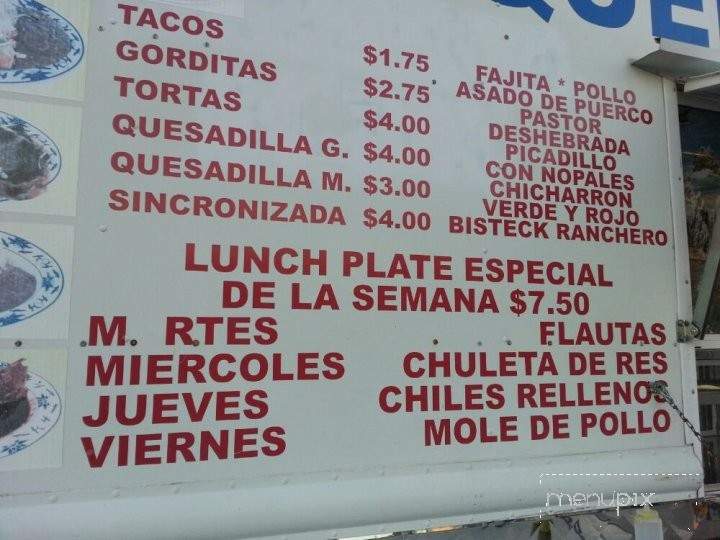 QUE
TACOS $1.75
GORDITAS $2.75
TORTAS $4.00
QUESADILLA G. $4.00
QUESADILLA M. $3.00
SINCRONIZADA $4.00
FAJITA * POLLO
ASADO DE PUERCO
PASTOR
DESHEBRADA
PICADILLO
CON NOPALES
CHICHARRON
VERDE Y ROJO
BISTECK RANCHERO
LUNCH PLATE ESPECIAL
DE LA SEMANA $7.50
M RTES FLAUTAS
MIERCOLES CHULETA DE RES
JUEVES CHILES RELLENOS
VIERNES MOLE DE POLLO
menupix